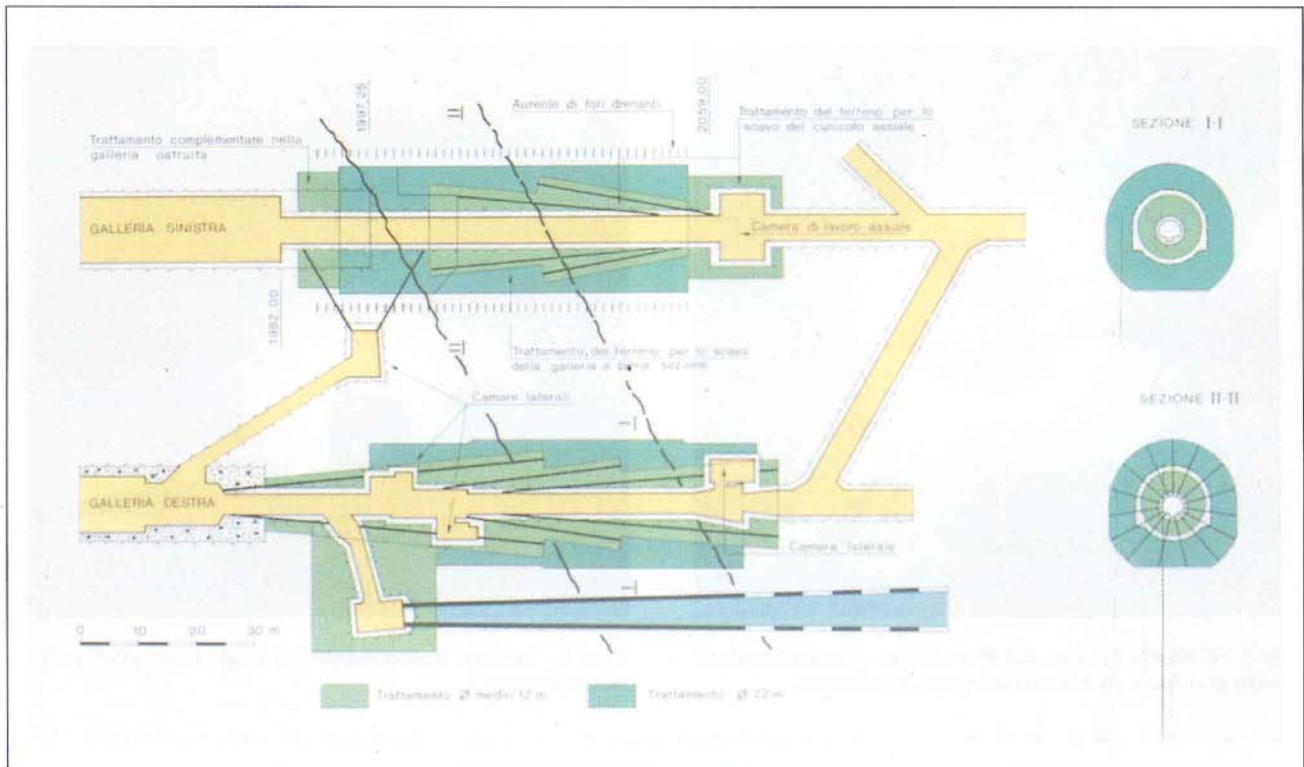 1997,25
Aureole di fori drenanti
2059,00
Trattamento del terreno per lo
scavo del cunicolo assiale
Trattamento complementare nella
galleria ostruita
SEZIONE I-I
II
GALLERIA SINISTRA
Camera di lavoro assiale
1982,00
II
Trattamento del terreno per lo scavo
della galleria a piena sezione
Camere laterali
SEZIONE II-II
I
GALLERIA DESTRA
Camera laterale
I
0 10 20 30 m
Trattamento Ø medio 12 m
Trattamento Ø 22 m